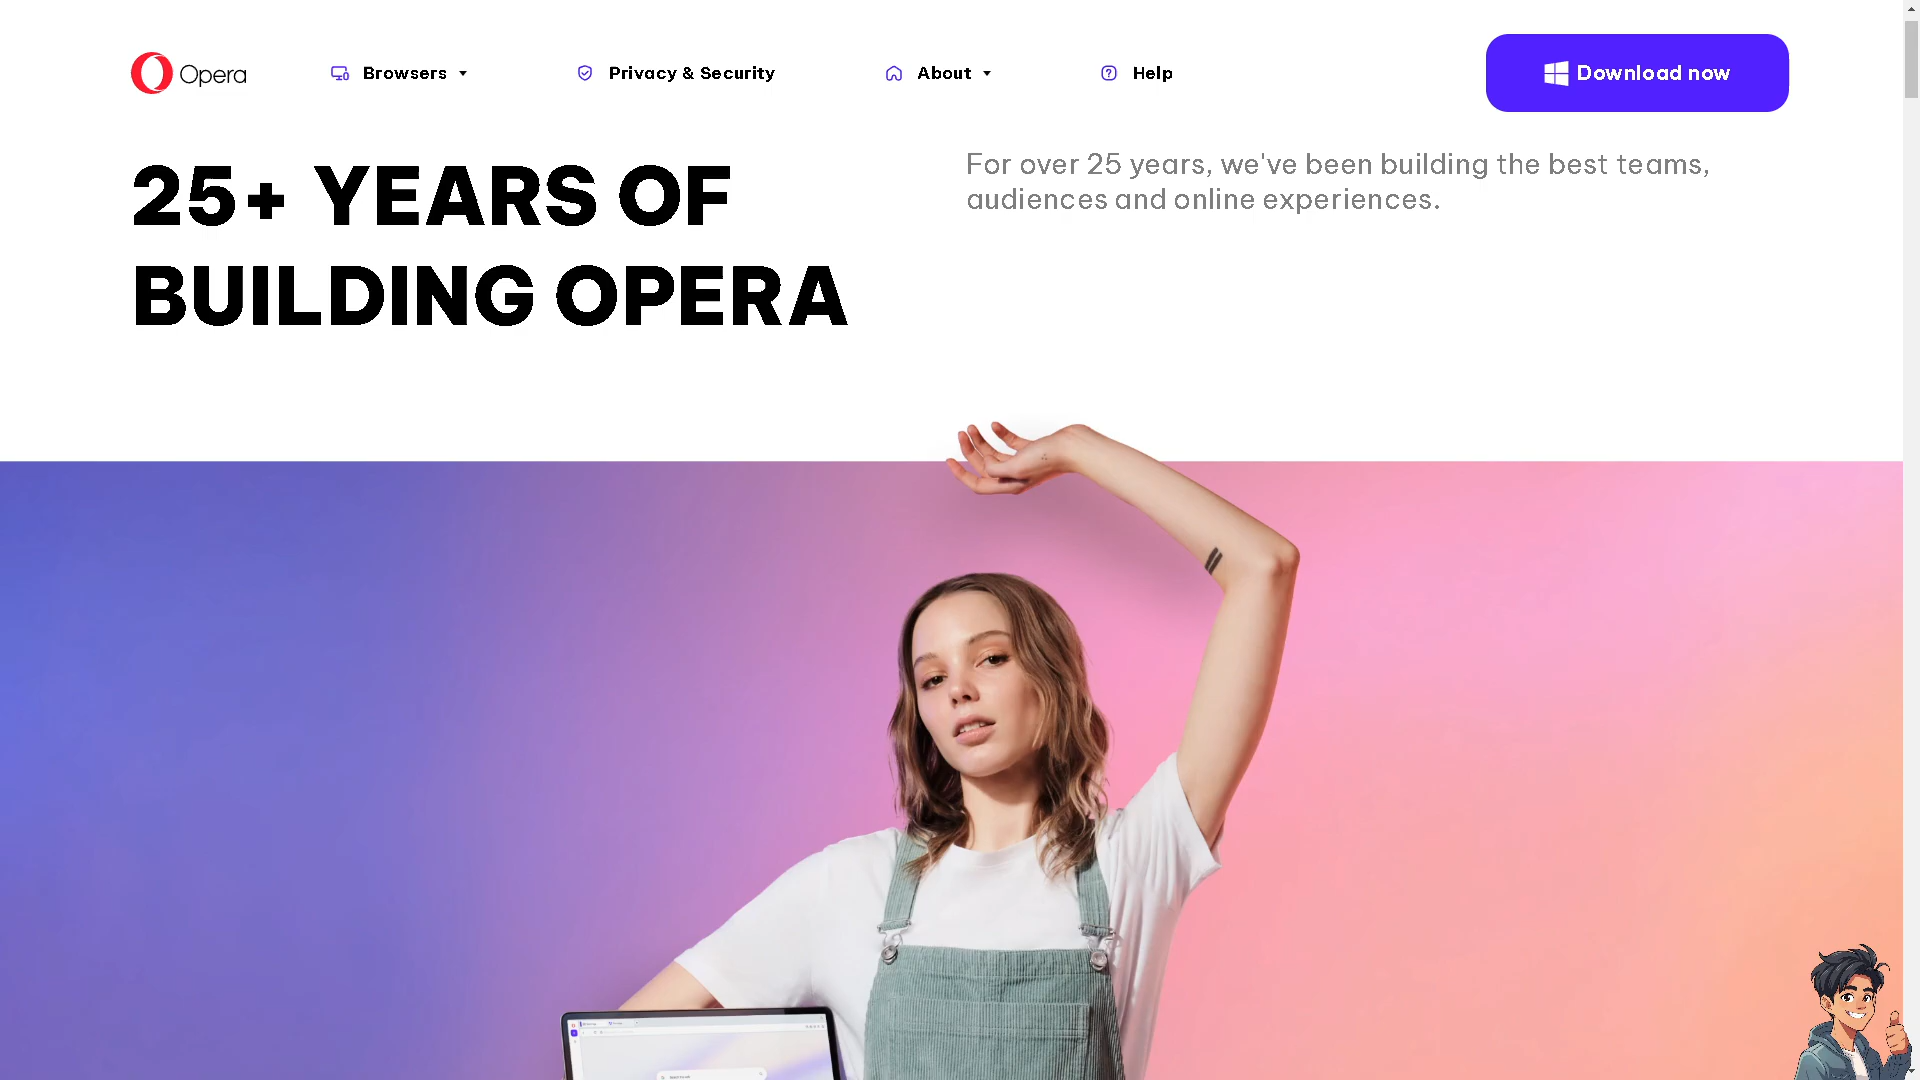 Opera
Browsers
Privacy & Security
About
Help
Download now
25+ YEARS OF
BUILDING OPERA
For over 25 years, we've been building the best teams,
audiences and online experiences.